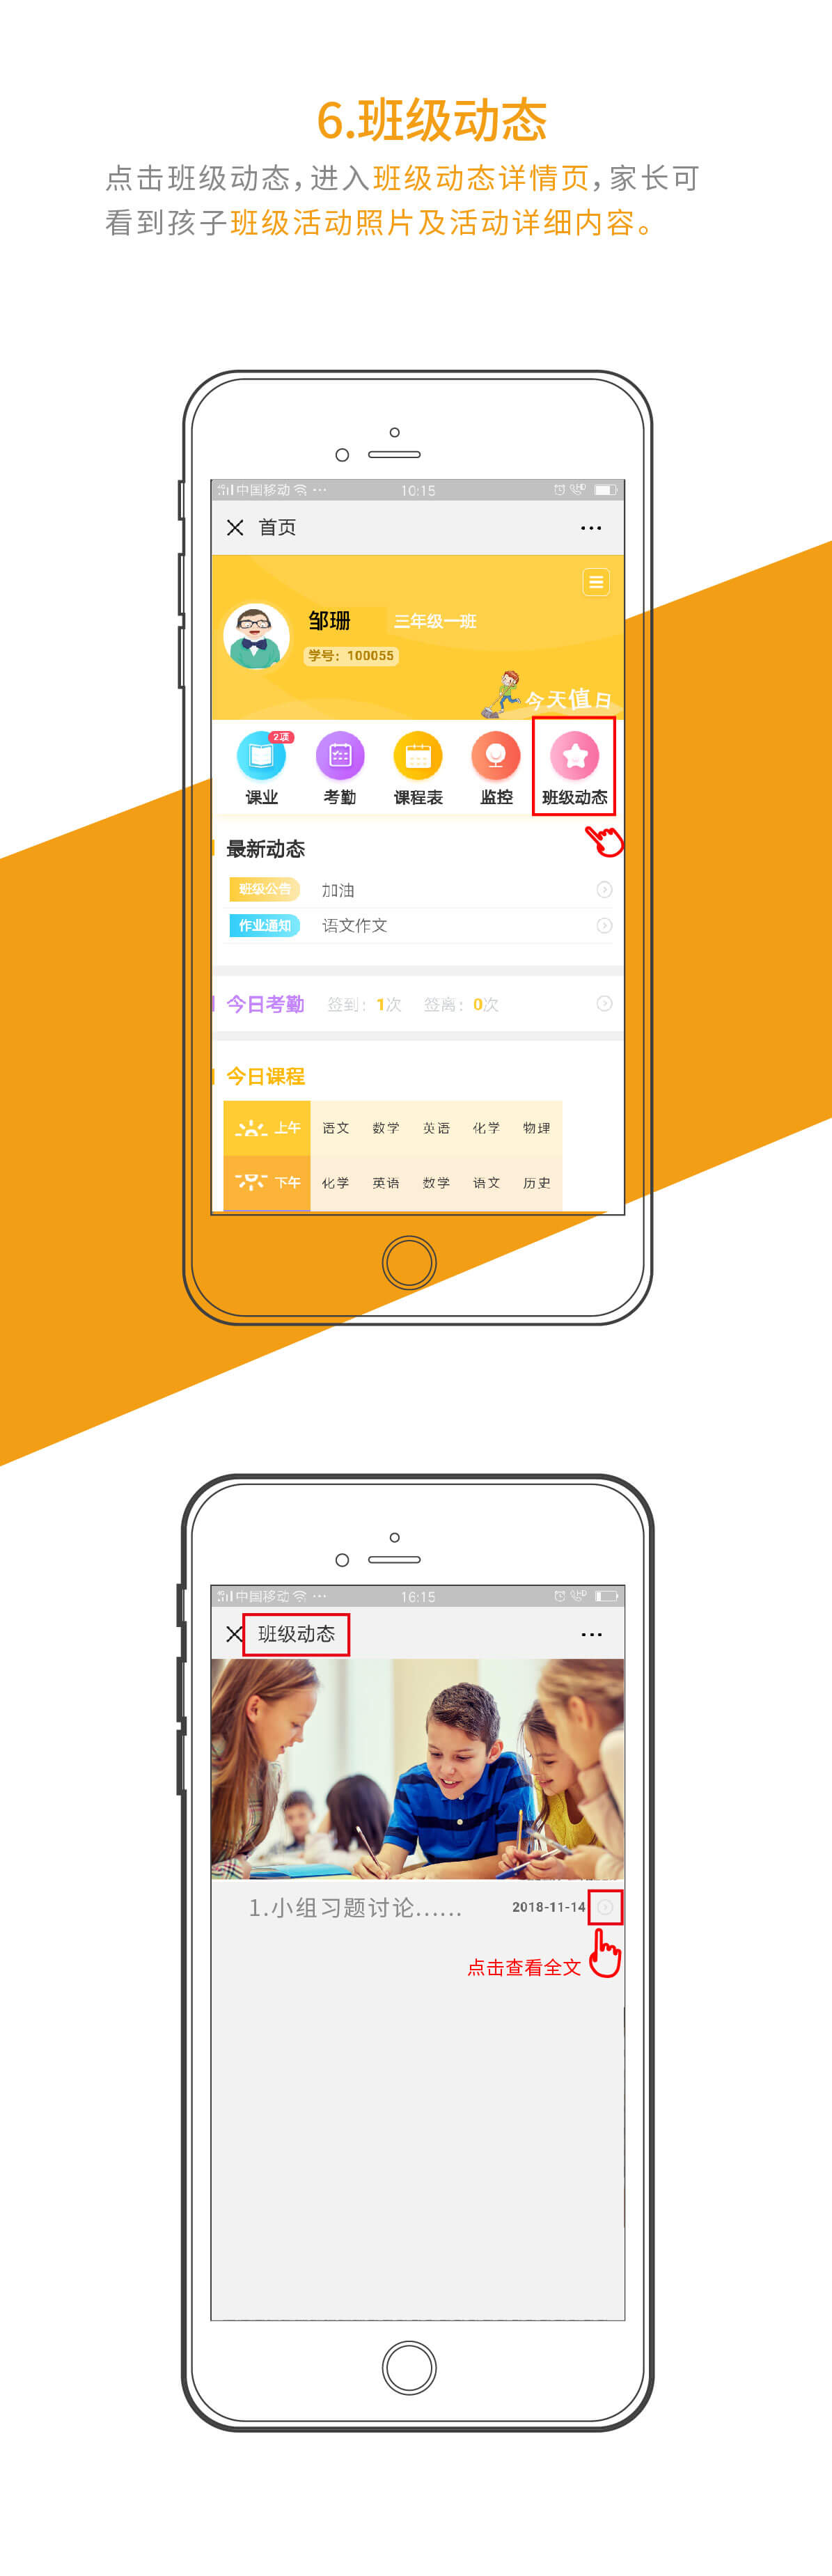 6.班级动态
点击班级动态，进入班级动态详情页，家长可
看到孩子班级活动照片及活动详细内容。
中国移动 ··· 10:15
首页
邹珊 三年级一班
学号：100055
今天值日
2项
课业 考勤 课程表 监控 班级动态
最新动态
班级公告 加油
作业通知 语文作文
今日考勤 签到：1次 签离：0次
今日课程
上午 语文 数学 英语 化学 物理
下午 化学 英语 数学 语文 历史
中国移动 ··· 16:15
班级动态
1.小组习题讨论......  2018-11-14
点击查看全文